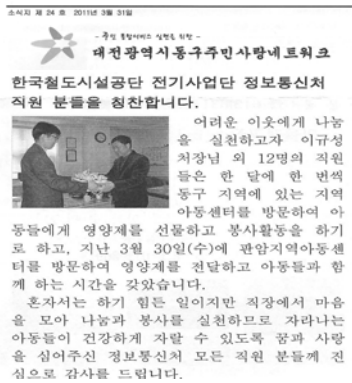 소식지 제 24 호 2011년 3월 31일
- 주민 통합서비스 실현을 위한 -
대전광역시동구주민사랑네트워크
한국철도시설공단 전기사업단 정보통신처
직원 분들을 칭찬합니다.
어려운 이웃에게 나눔
을 실천하고자 이규성
처장님 외 12명의 직원
들은 한 달에 한 번씩
동구 지역에 있는 지역
아동센터를 방문하여 아
동들에게 영양제를 선물하고 봉사활동을 하기
로 하고, 지난 3월 30일(수)에 판암지역아동센
터를 방문하여 영양제를 전달하고 아동들과 함
께 하는 시간을 갖았습니다.
혼자서는 하기 힘든 일이지만 직장에서 마음
을 모아 나눔과 봉사를 실천하므로 자라나는
아동들이 건강하게 자랄 수 있도록 꿈과 사랑
을 심어주신 정보통신처 모든 직원 분들께 진
심으로 감사를 드립니다.